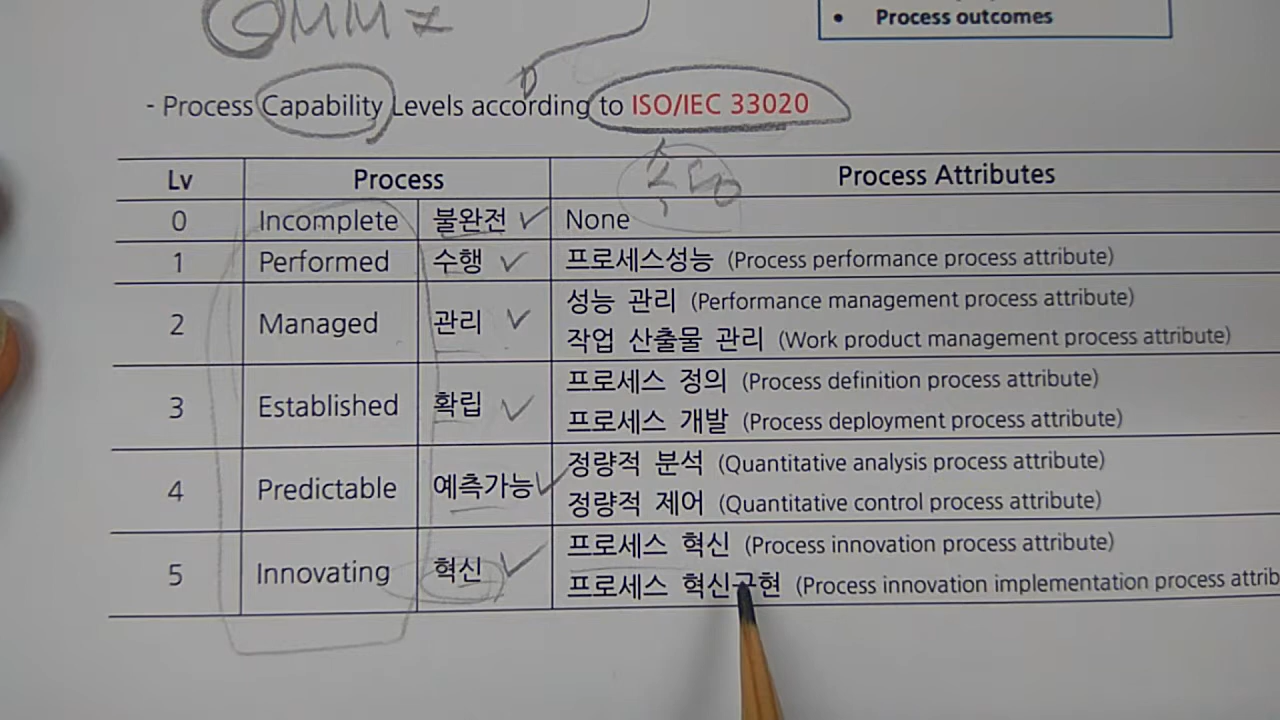 CMMI
• Process outcomes
- Process Capability Levels according to ISO/IEC 33020
Lv Process Process Attributes
0 Incomplete 불완전 None
1 Performed 수행 프로세스성능 (Process performance process attribute)
2 Managed 관리 성능 관리 (Performance management process attribute)
작업 산출물 관리 (Work product management process attribute)
3 Established 확립 프로세스 정의 (Process definition process attribute)
프로세스 개발 (Process deployment process attribute)
4 Predictable 예측가능 정량적 분석 (Quantitative analysis process attribute)
정량적 제어 (Quantitative control process attribute)
5 Innovating 혁신 프로세스 혁신 (Process innovation process attribute)
프로세스 혁신구현 (Process innovation implementation process attrib